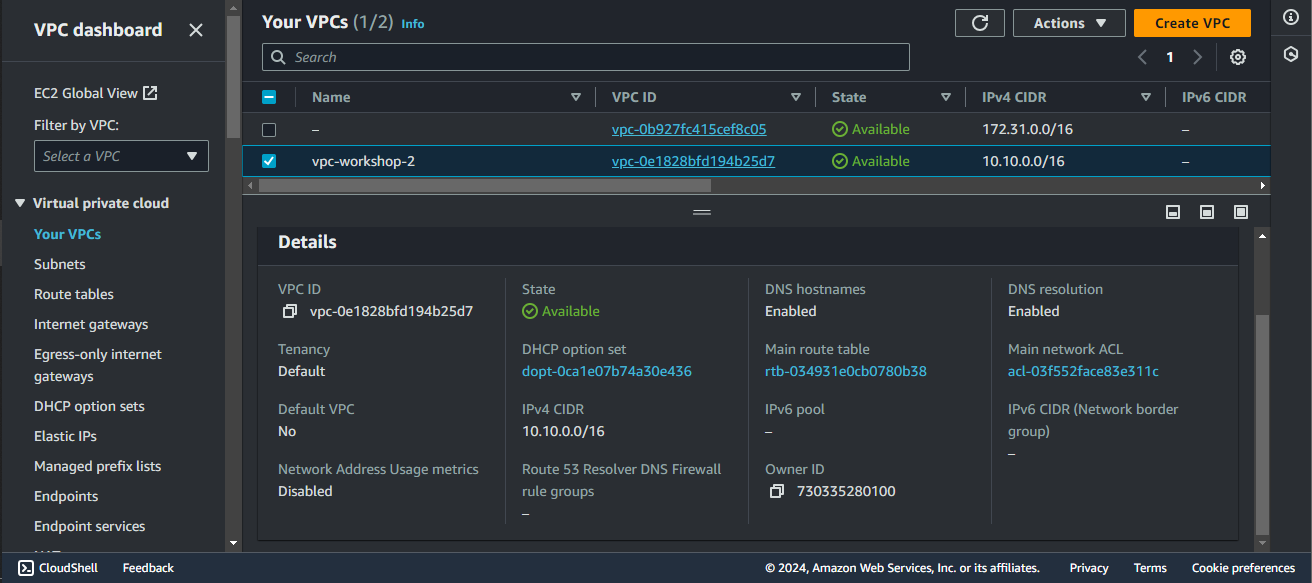 VPC dashboard
EC2 Global View
Filter by VPC:
Select a VPC
Virtual private cloud
Your VPCs
Subnets
Route tables
Internet gateways
Egress-only internet
gateways
DHCP option sets
Elastic IPs
Managed prefix lists
Endpoints
Endpoint services
Your VPCs (1/2) Info
Actions
Create VPC
Search
1
Name VPC ID State IPv4 CIDR IPv6 CIDR
– vpc-0b927fc415cef8c05 Available 172.31.0.0/16 –
vpc-workshop-2 vpc-0e1828bfd194b25d7 Available 10.10.0.0/16 –
Details
VPC ID
vpc-0e1828bfd194b25d7
State
Available
DNS hostnames
Enabled
DNS resolution
Enabled
Tenancy
Default
DHCP option set
dopt-0ca1e07b74a30e436
Main route table
rtb-034931e0cb0780b38
Main network ACL
acl-03f552face83e311c
Default VPC
No
IPv4 CIDR
10.10.0.0/16
IPv6 pool
–
IPv6 CIDR (Network border
group)
–
Network Address Usage metrics
Disabled
Route 53 Resolver DNS Firewall
rule groups
–
Owner ID
730335280100
CloudShell Feedback © 2024, Amazon Web Services, Inc. or its affiliates. Privacy Terms Cookie preferences